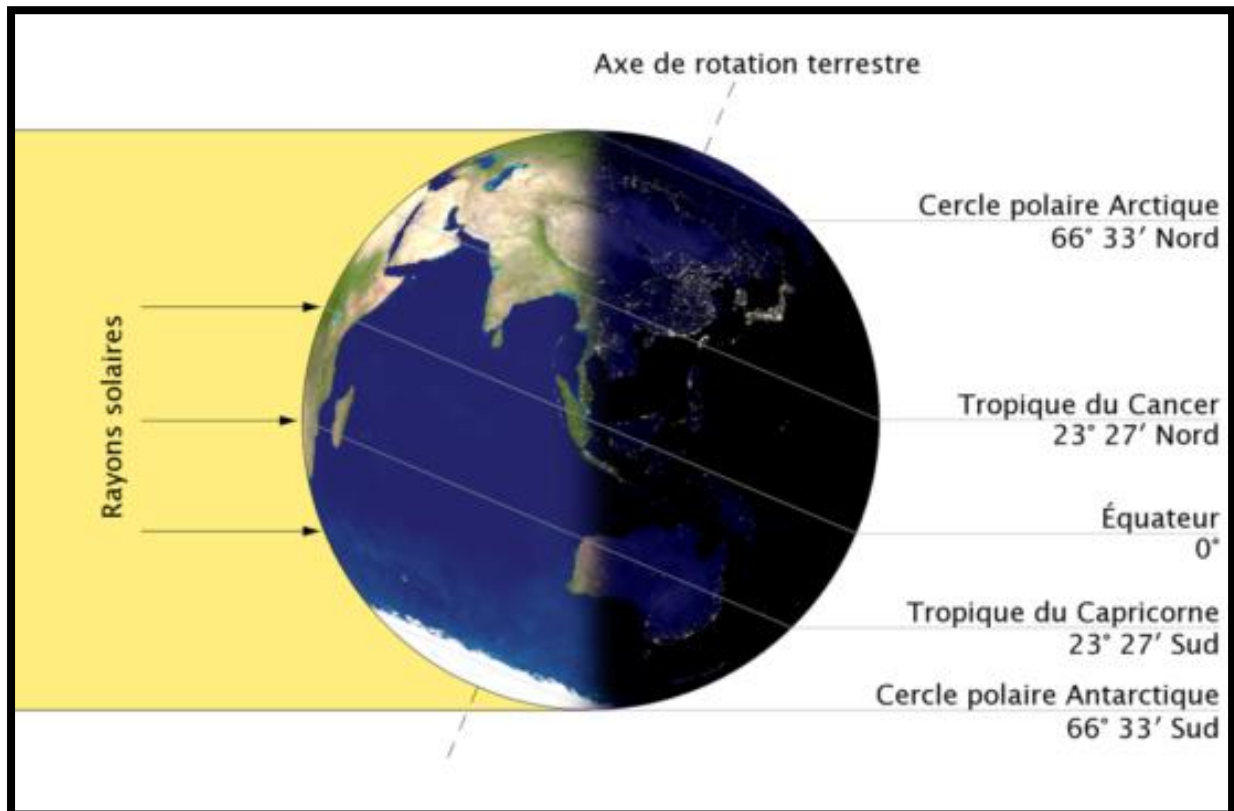 Axe de rotation terrestre
Cercle polaire Arctique
66° 33′ Nord
Rayons solaires
Tropique du Cancer
23° 27′ Nord
Équateur
0°
Tropique du Capricorne
23° 27′ Sud
Cercle polaire Antarctique
66° 33′ Sud